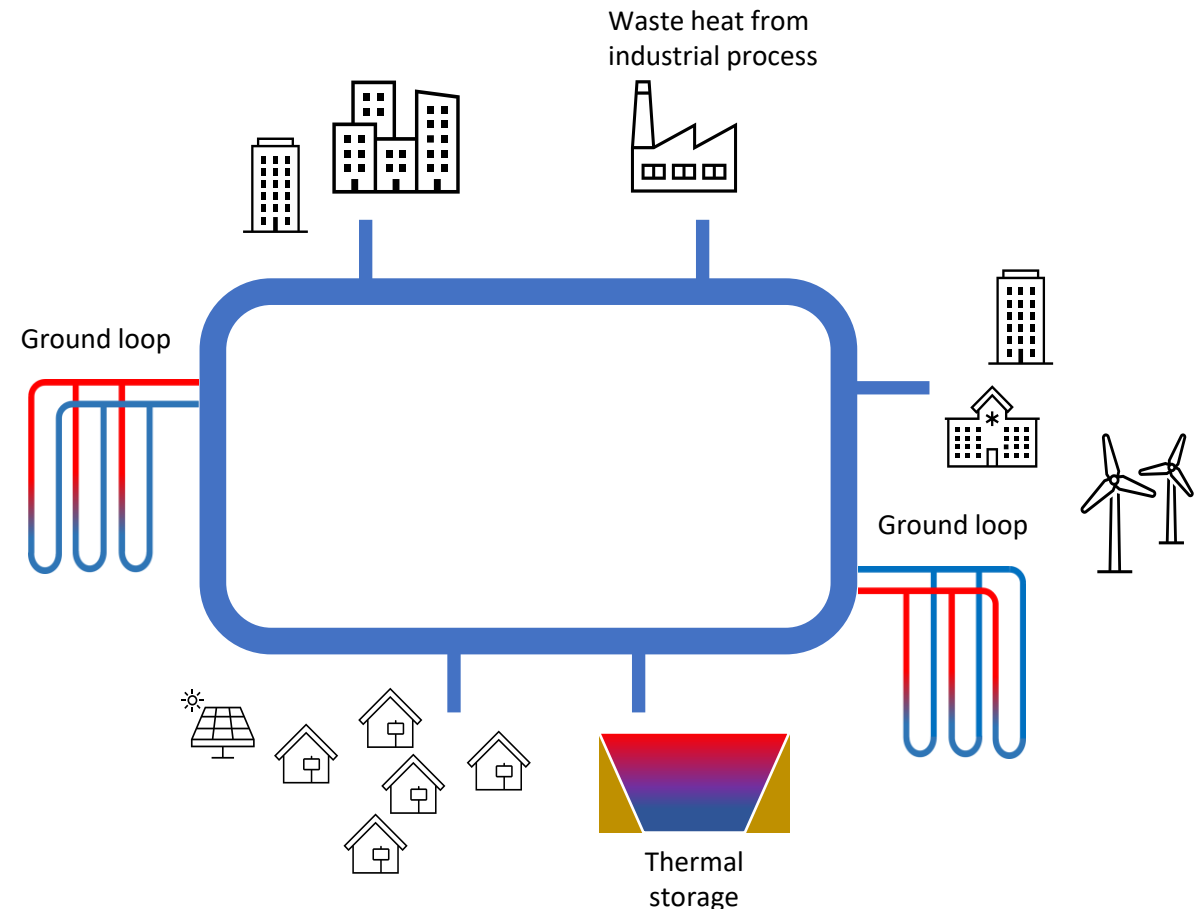 Waste heat from
industrial process
Ground loop
Ground loop
Thermal
storage